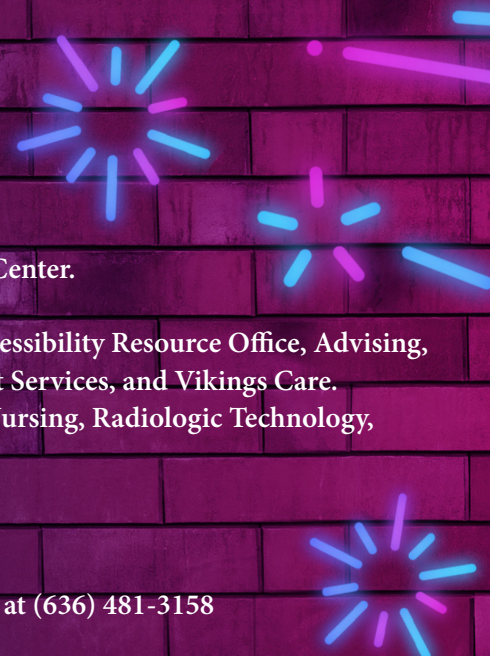 Center.
essibility Resource Office, Advising,
t Services, and Vikings Care.
ursing, Radiologic Technology,
at (636) 481-3158